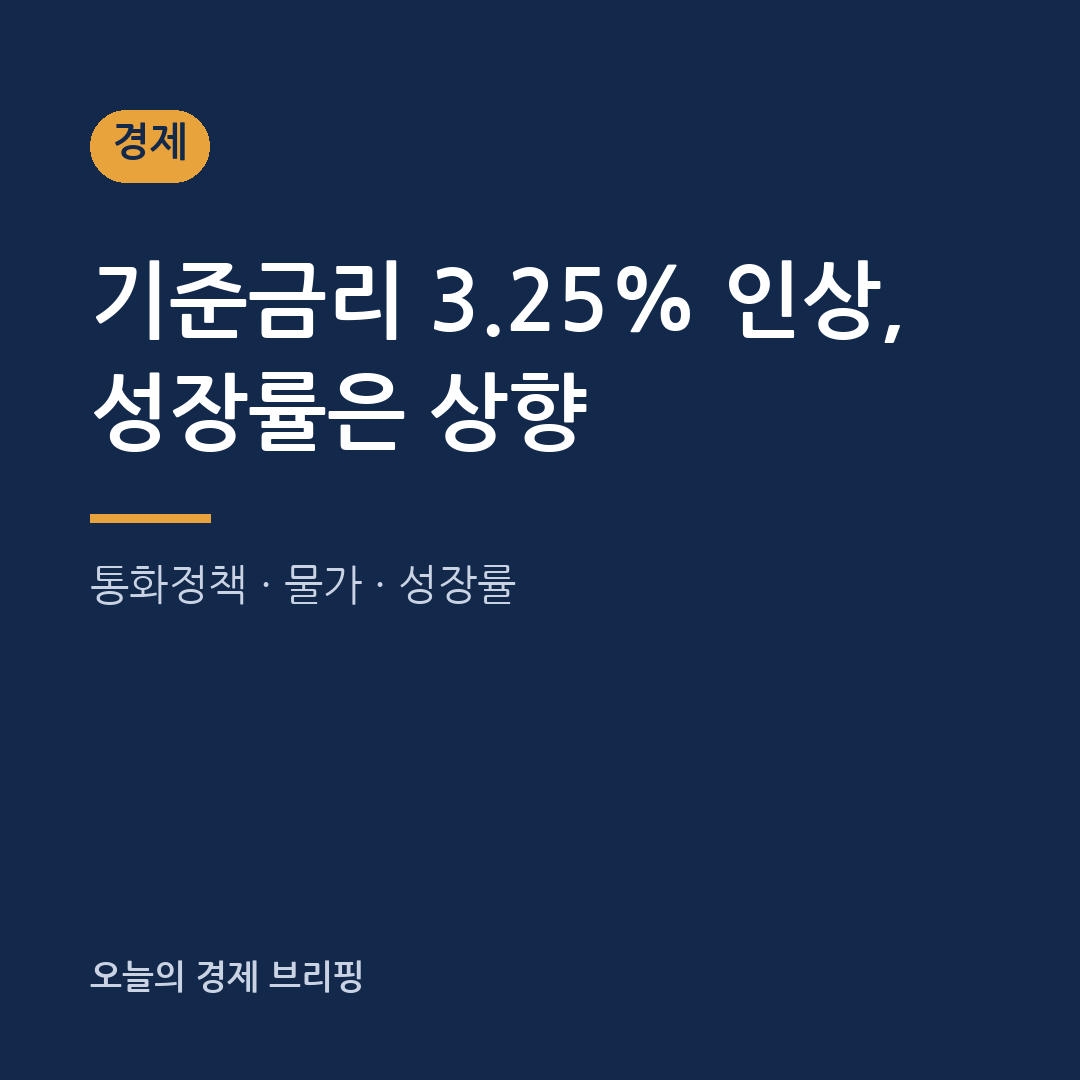 경제
기준금리 3.25% 인상,
성장률은 상향
통화정책 · 물가 · 성장률
오늘의 경제 브리핑